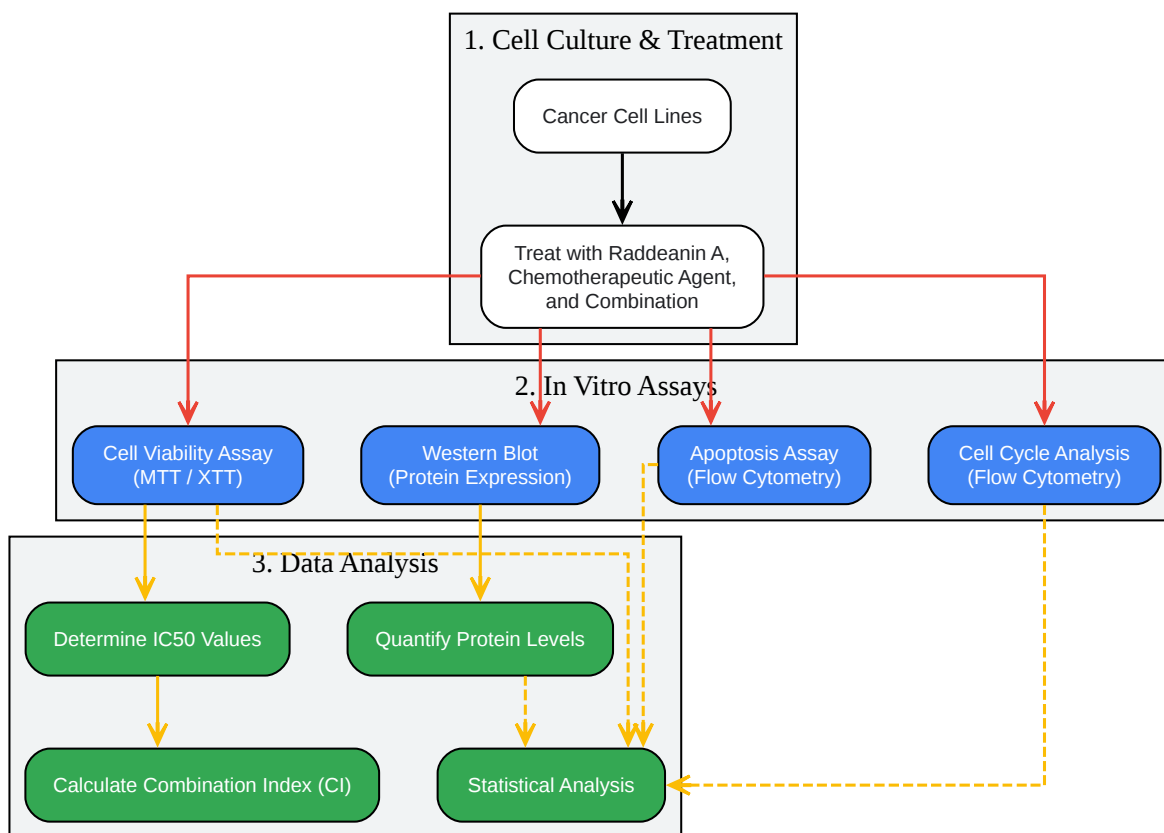 1. Cell Culture & Treatment
Cancer Cell Lines
Treat with Raddeanin A,
Chemotherapeutic Agent,
and Combination
2. In Vitro Assays
Cell Viability Assay
(MTT / XTT)
Western Blot
(Protein Expression)
Apoptosis Assay
(Flow Cytometry)
Cell Cycle Analysis
(Flow Cytometry)
3. Data Analysis
Determine IC50 Values
Quantify Protein Levels
Calculate Combination Index (CI)
Statistical Analysis